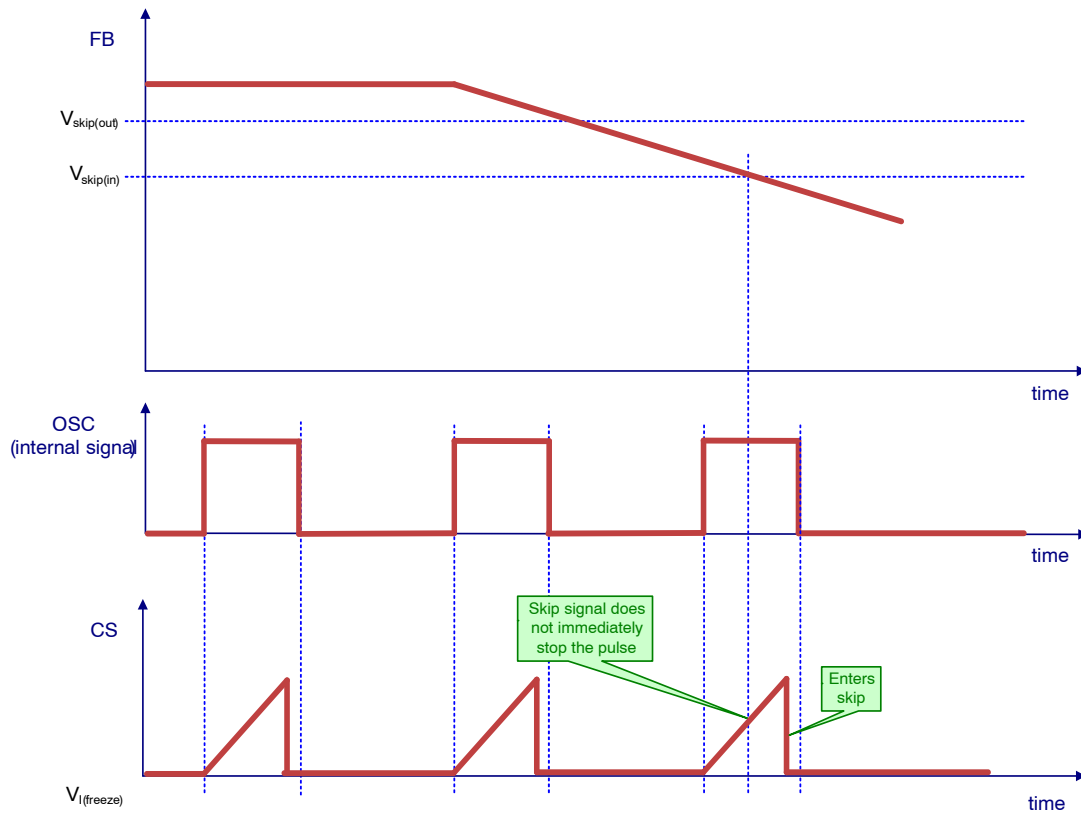 FB
Vskip(out)
Vskip(in)
time
OSC
(internal signal)
time
CS
Skip signal does
not immediately
stop the pulse
Enters
skip
VI(freeze)
time